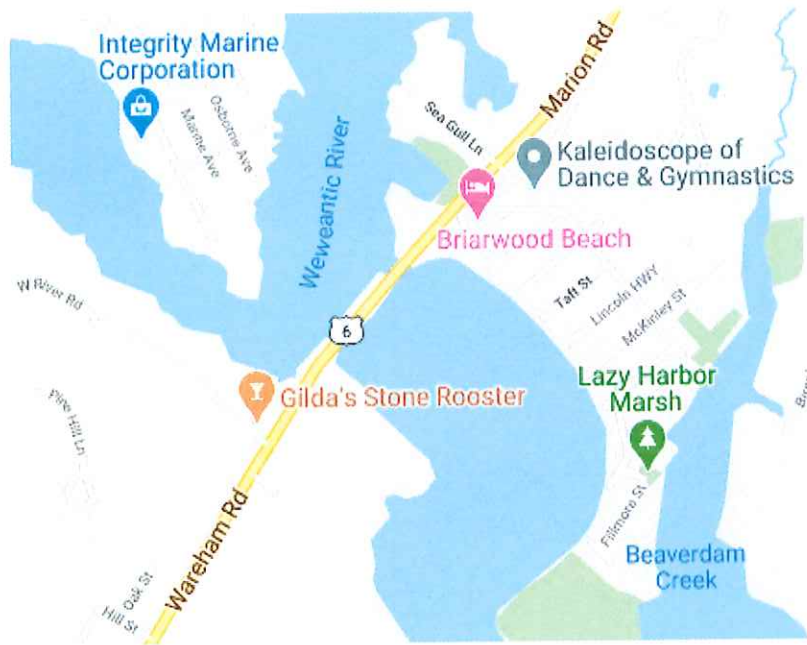 Integrity Marine
Corporation
Osborne Ave
Marine Ave
Sea Gull Ln
Marion Rd
Weweantic River
Kaleidoscope of
Dance & Gymnastics
Briarwood Beach
Taft St
Lincoln HWY
McKinley St
W River Rd
6
Gilda's Stone Rooster
Lazy Harbor
Marsh
Pine Hill Ln
Fillmore St
Wareham Rd
Beaverdam
Creek
Oak St
Hill St